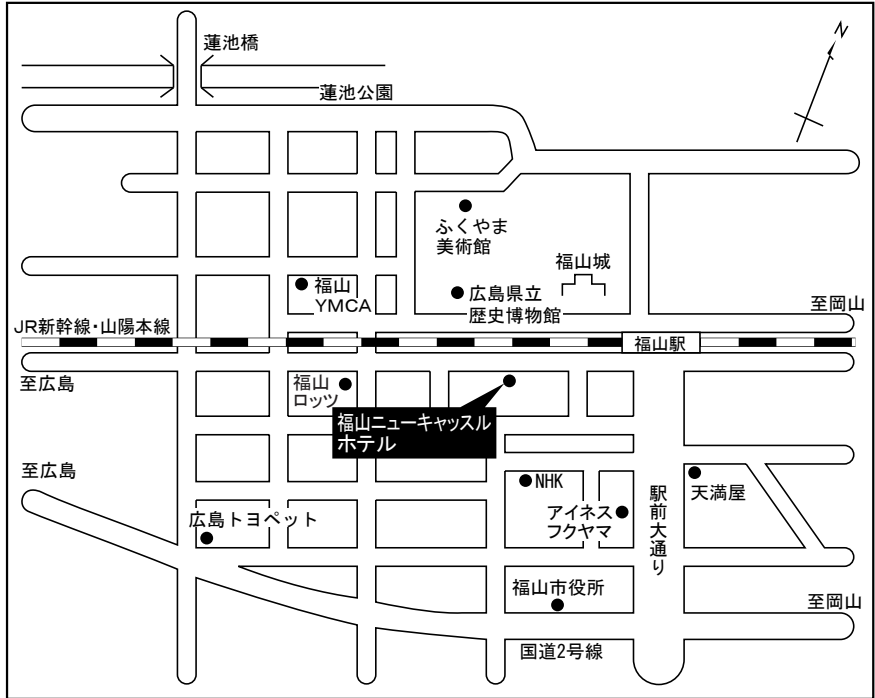 N
蓮池橋
蓮池公園
ふくやま
美術館
福山城
福山
YMCA
広島県立
歴史博物館
至岡山
JR新幹線・山陽本線
福山駅
至広島
福山
ロッツ
福山ニューキャッスル
ホテル
至広島
NHK
天満屋
駅前大通り
広島トヨペット
アイネス
フクヤマ
福山市役所
至岡山
国道2号線